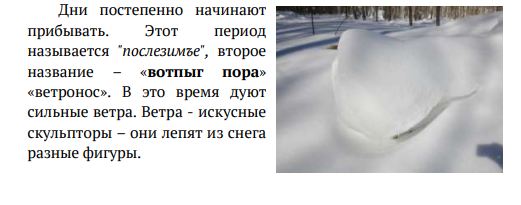 Дни постепенно начинают
прибывать. Этот период
называется "послезимъе", второе
название – «вотпыг пора»
«ветронос». В это время дуют
сильные ветра. Ветра - искусные
скульпторы – они лепят из снега
разные фигуры.